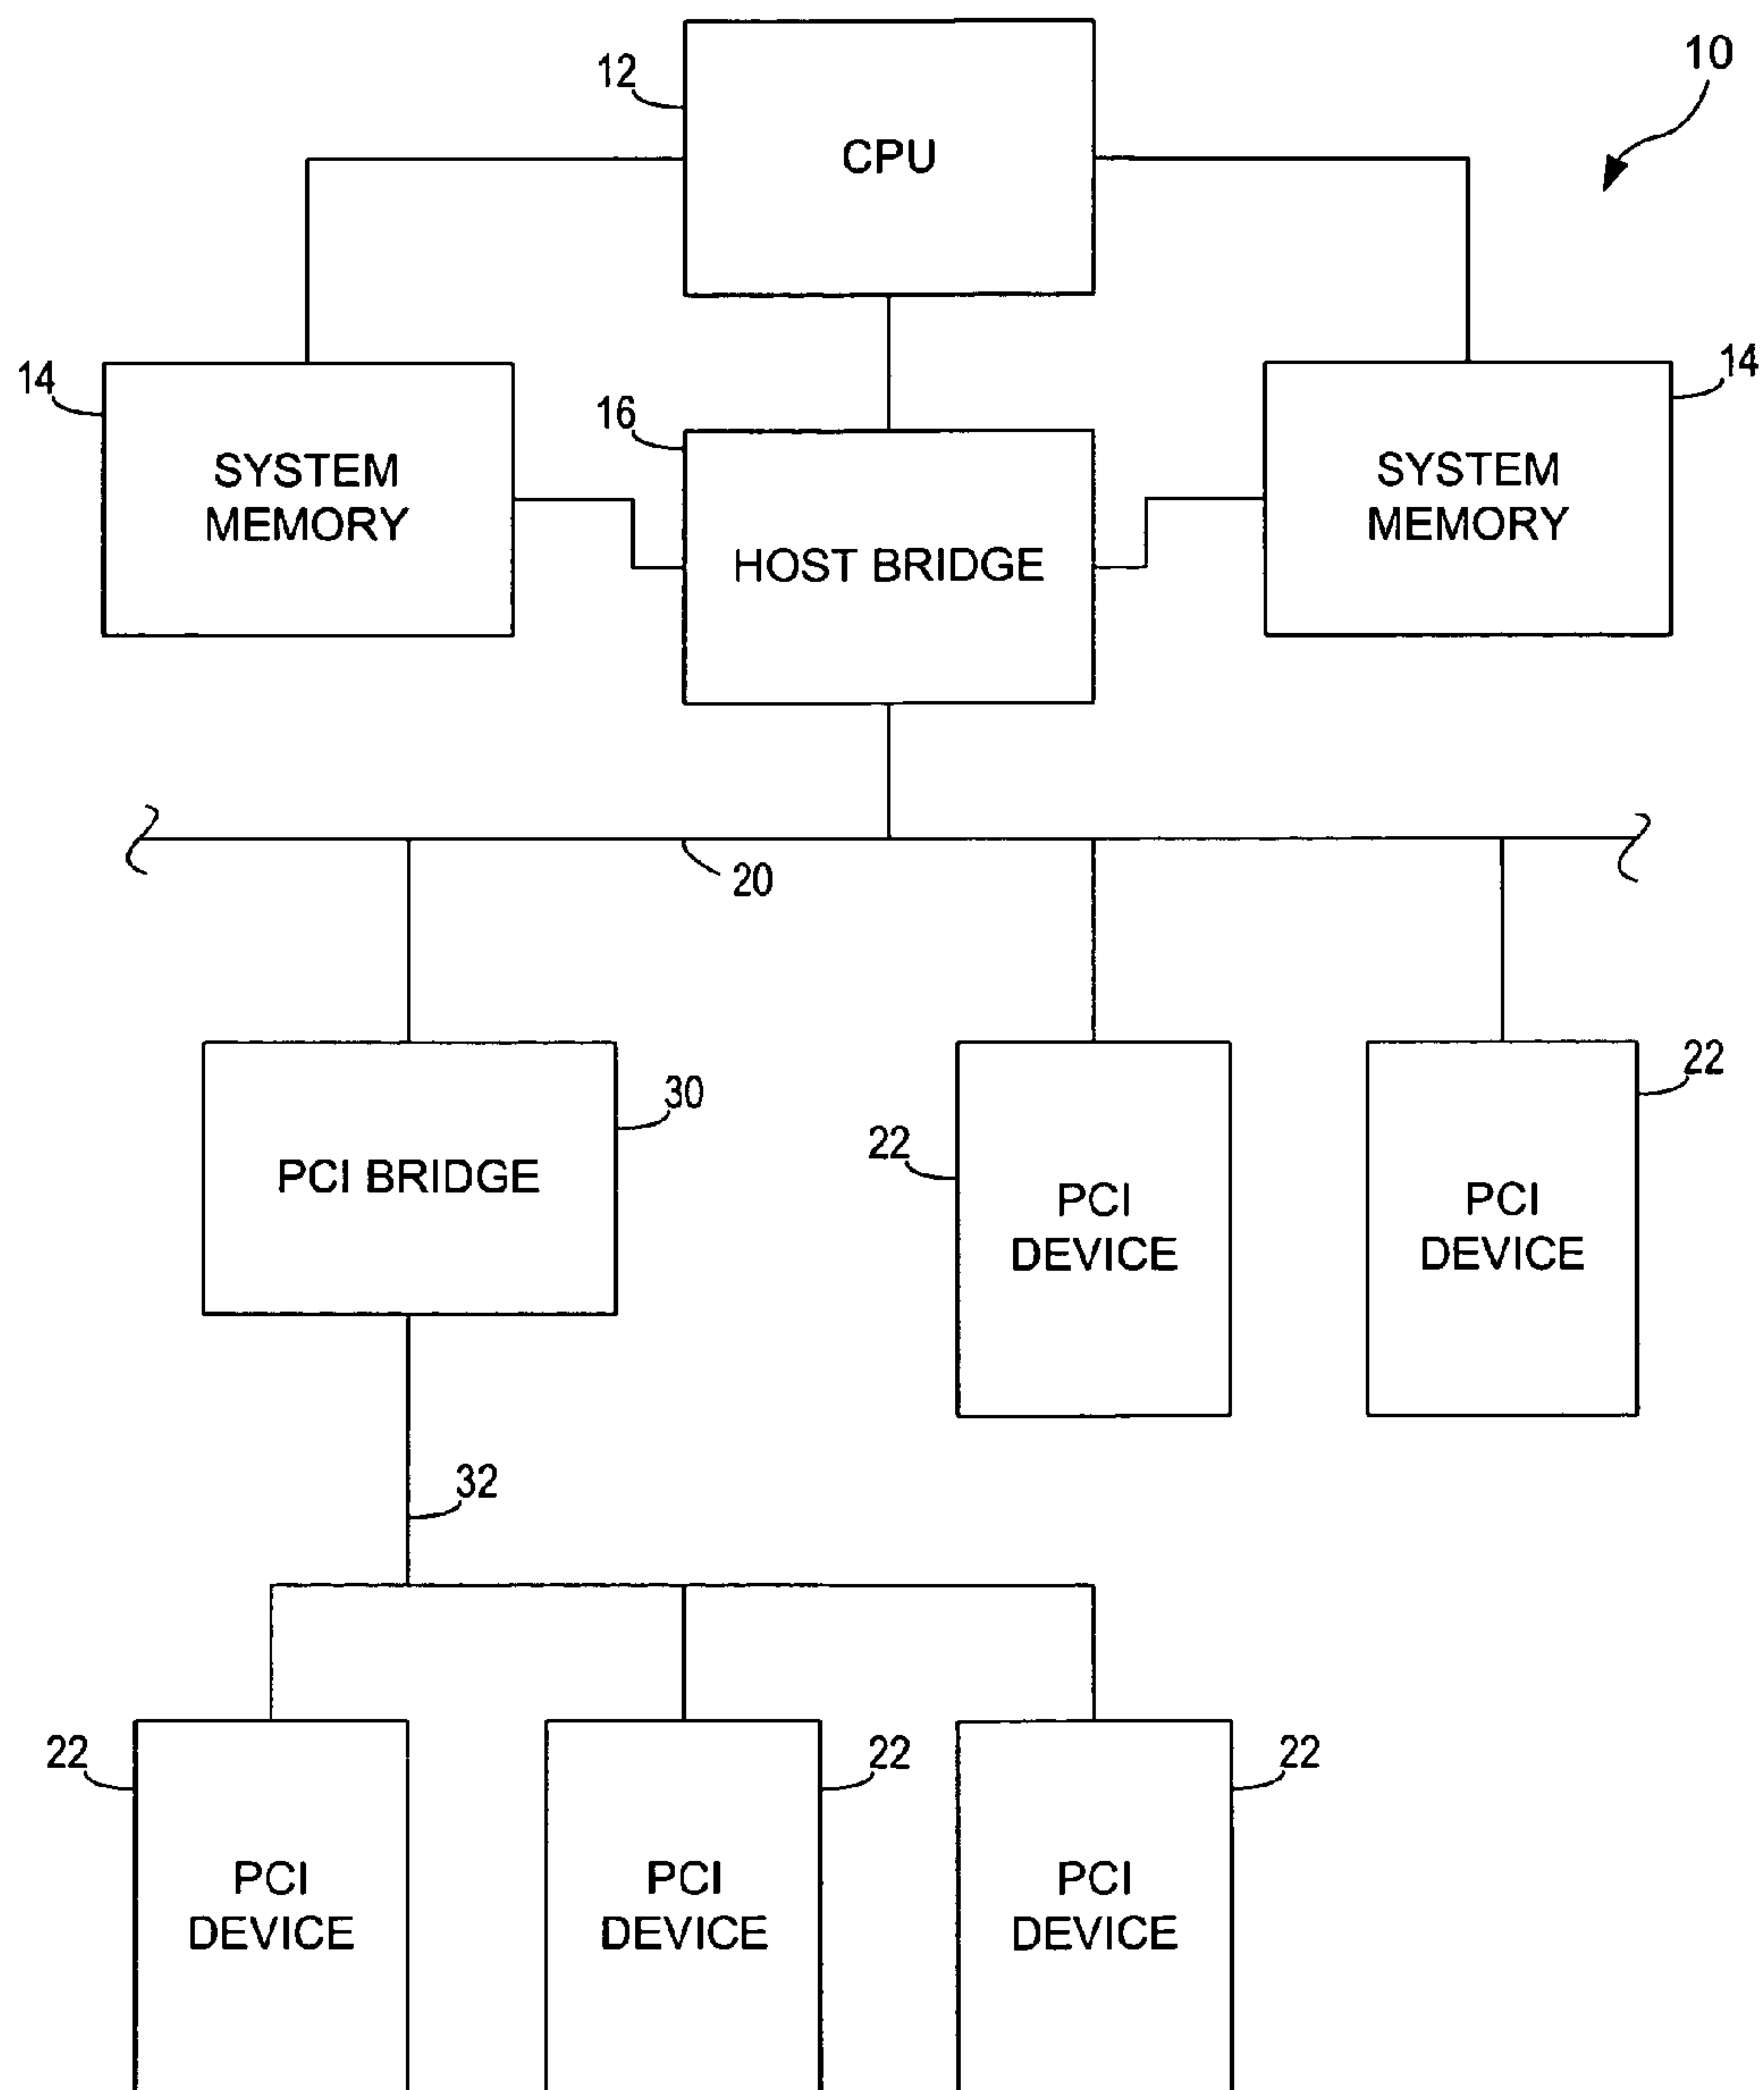 10
12
CPU
14
SYSTEM
MEMORY
16
HOST BRIDGE
14
SYSTEM
MEMORY
20
30
PCI BRIDGE
22
PCI
DEVICE
22
PCI
DEVICE
32
22
PCI
DEVICE
22
PCI
DEVICE
22
PCI
DEVICE